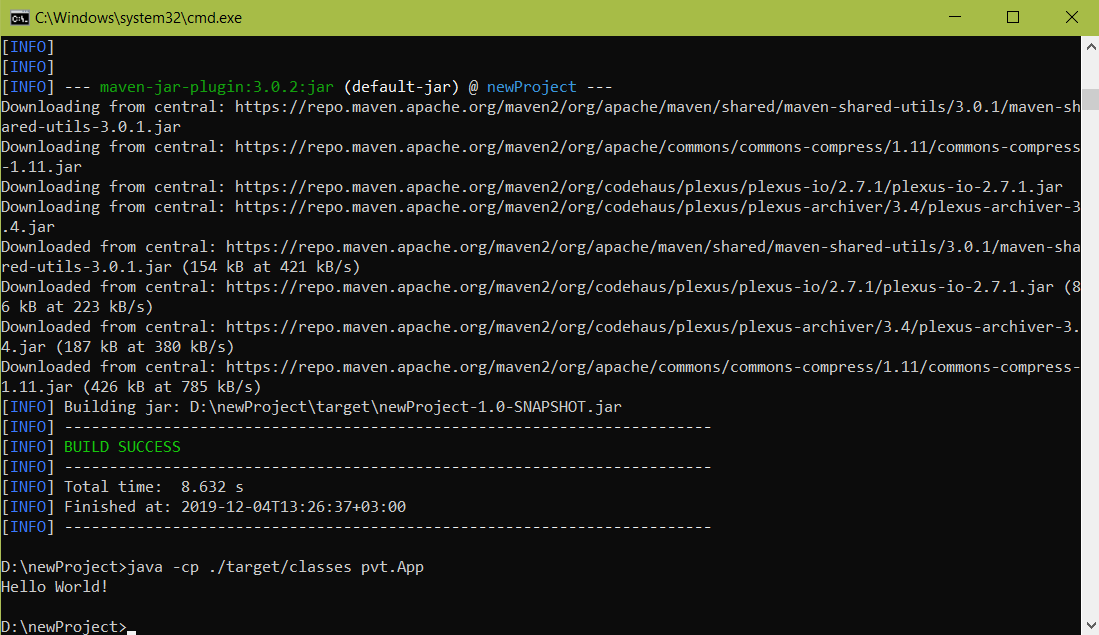 C:\Windows\system32\cmd.exe
[INFO]
[INFO]
[INFO] --- maven-jar-plugin:3.0.2:jar (default-jar) @ newProject ---
Downloading from central: https://repo.maven.apache.org/maven2/org/apache/maven/shared/maven-shared-utils/3.0.1/maven-sh
ared-utils-3.0.1.jar
Downloading from central: https://repo.maven.apache.org/maven2/org/apache/commons/commons-compress/1.11/commons-compress
-1.11.jar
Downloading from central: https://repo.maven.apache.org/maven2/org/codehaus/plexus/plexus-io/2.7.1/plexus-io-2.7.1.jar
Downloading from central: https://repo.maven.apache.org/maven2/org/codehaus/plexus/plexus-archiver/3.4/plexus-archiver-3
.4.jar
Downloaded from central: https://repo.maven.apache.org/maven2/org/apache/maven/shared/maven-shared-utils/3.0.1/maven-sha
red-utils-3.0.1.jar (154 kB at 421 kB/s)
Downloaded from central: https://repo.maven.apache.org/maven2/org/codehaus/plexus/plexus-io/2.7.1/plexus-io-2.7.1.jar (8
6 kB at 223 kB/s)
Downloaded from central: https://repo.maven.apache.org/maven2/org/codehaus/plexus/plexus-archiver/3.4/plexus-archiver-3.
4.jar (187 kB at 380 kB/s)
Downloaded from central: https://repo.maven.apache.org/maven2/org/apache/commons/commons-compress/1.11/commons-compress-
1.11.jar (426 kB at 785 kB/s)
[INFO] Building jar: D:\newProject\target\newProject-1.0-SNAPSHOT.jar
[INFO] ------------------------------------------------------------------------
[INFO] BUILD SUCCESS
[INFO] ------------------------------------------------------------------------
[INFO] Total time:  8.632 s
[INFO] Finished at: 2019-12-04T13:26:37+03:00
[INFO] ------------------------------------------------------------------------
D:\newProject>java -cp ./target/classes pvt.App
Hello World!
D:\newProject>